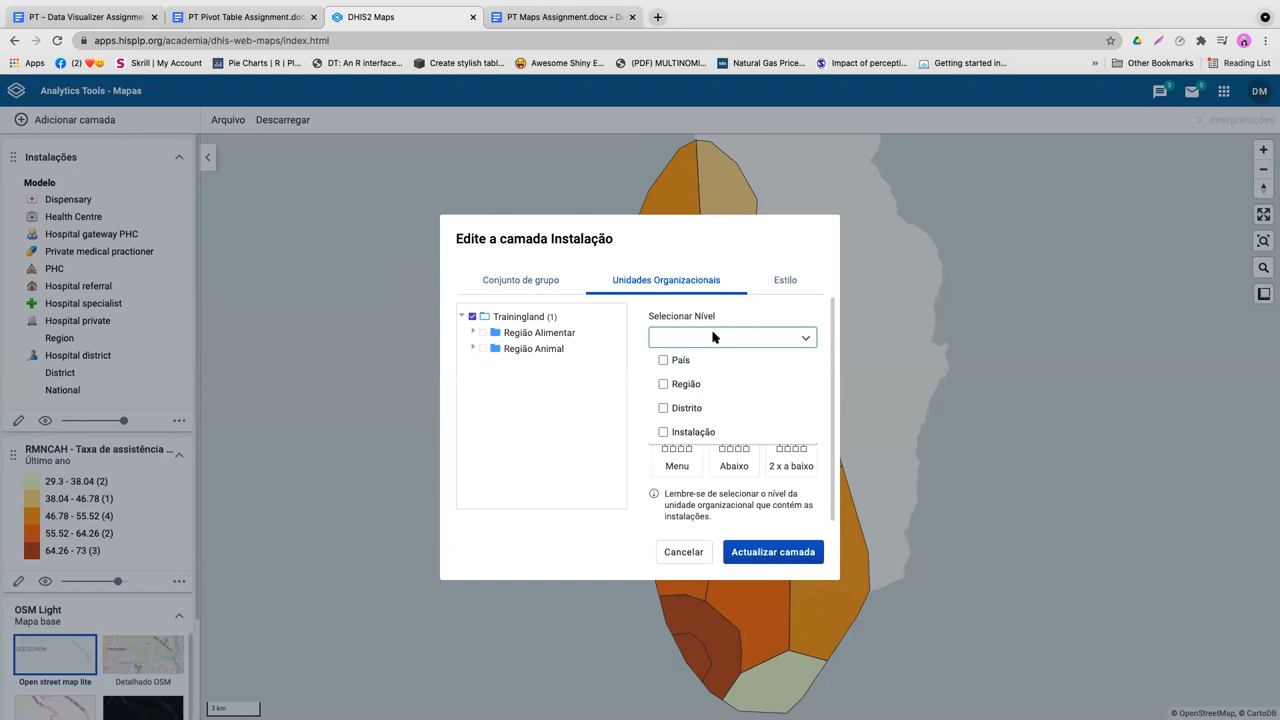 PT - Data Visualizer Assignme
PT Pivot Table Assignment.doc
DHIS2 Maps
PT Maps Assignment.docx - Do
apps.hisplp.org/academia/dhis-web-maps/index.html
Apps
(2) ❤️😄
Skrill | My Account
Pie Charts | R | Pl...
DT: An R interface...
Create stylish tabl...
Awesome Shiny E...
(PDF) MULTINOMI...
Natural Gas Price...
Impact of percepti...
Getting started in...
»
Other Bookmarks
Reading List
Analytics Tools - Mapas
DM
Adicionar camada
Arquivo
Descarregar
Interpretações
Instalações
Modelo
Dispensary
Health Centre
Hospital gateway PHC
Private medical practioner
PHC
Hospital referral
Hospital specialist
Hospital private
Region
Hospital district
District
National
RMNCAH - Taxa de assistência ...
Último ano
29.3 - 38.04 (2)
38.04 - 46.78 (1)
46.78 - 55.52 (4)
55.52 - 64.26 (2)
64.26 - 73 (3)
OSM Light
Mapa base
Open street map lite
Detalhado OSM
Edite a camada Instalação
Conjunto de grupo
Unidades Organizacionais
Estilo
Trainingland (1)
Região Alimentar
Região Animal
Selecionar Nível
País
Região
Distrito
Instalação
Menu
Abaixo
2 x a baixo
Lembre-se de selecionar o nível da
unidade organizacional que contém as
instalações.
Cancelar
Actualizar camada
3 km
© OpenStreetMap, © CartoDB